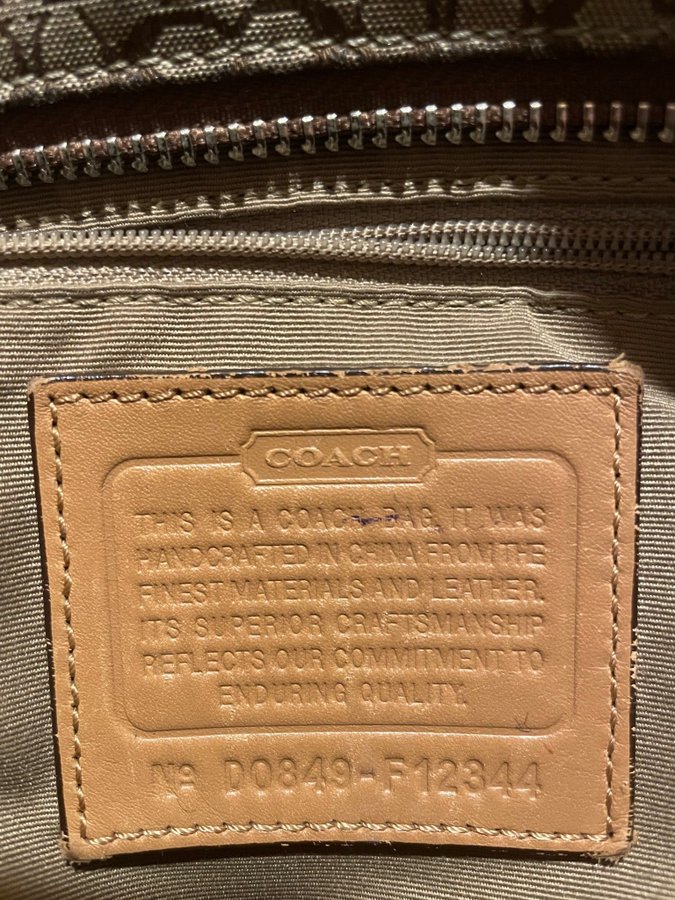 COACH
THIS IS A COACH BAG. IT WAS
HANDCRAFTED IN CHINA FROM THE
FINEST MATERIALS AND LEATHER.
ITS SUPERIOR CRAFTSMANSHIP
REFLECTS OUR COMMITMENT TO
ENDURING QUALITY.
Nº D0849-F12344